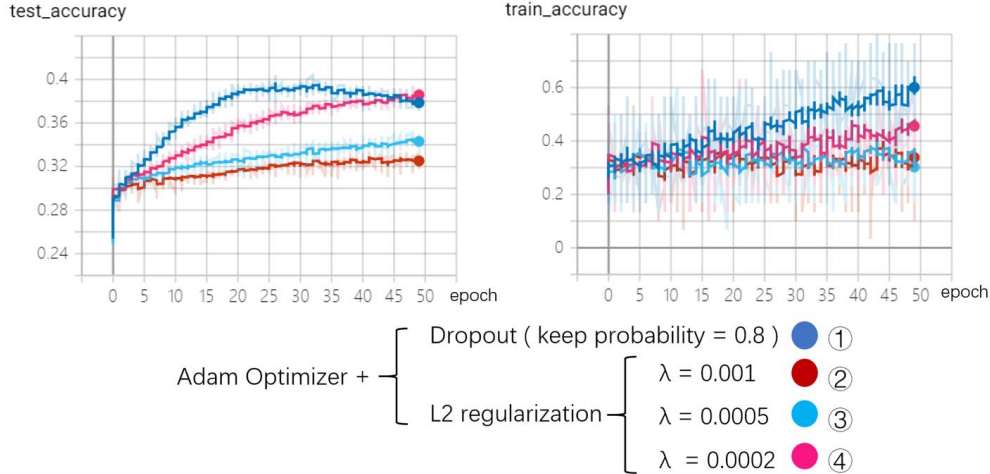 test_accuracy
0.4
0.36
0.32
0.28
0.24
0 5 10 15 20 25 30 35 40 45 50 epoch
train_accuracy
0.6
0.4
0.2
0
0 5 10 15 20 25 30 35 40 45 50 epoch
Adam Optimizer +
Dropout ( keep probability = 0.8 ) ①
L2 regularization
λ = 0.001 ②
λ = 0.0005 ③
λ = 0.0002 ④